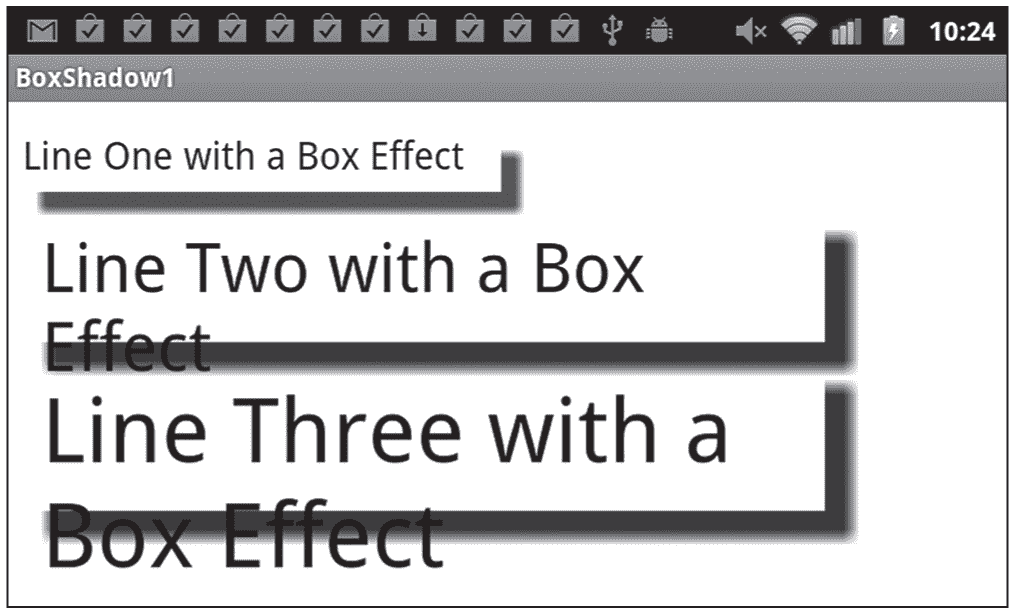 10:24
BoxShadow1
Line One with a Box Effect
Line Two with a Box
Effect
Line Three with a
Box Effect